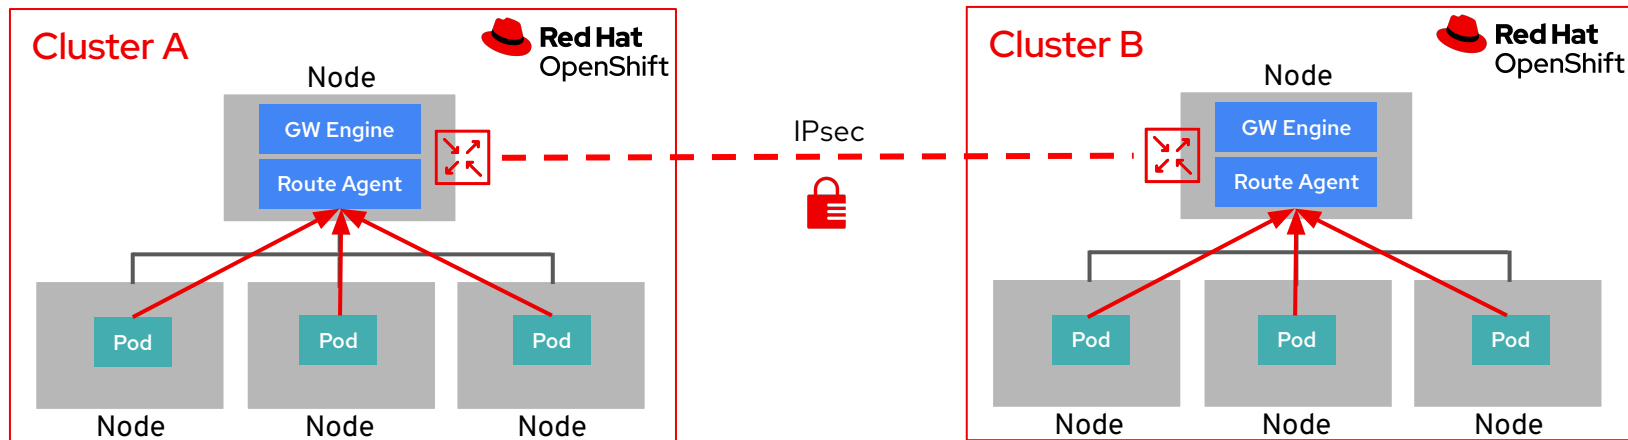 Cluster A
Red Hat
OpenShift
Node
GW Engine
Route Agent
Pod
Pod
Pod
Node
Node
Node
IPsec
Cluster B
Red Hat
OpenShift
Node
GW Engine
Route Agent
Pod
Pod
Pod
Node
Node
Node